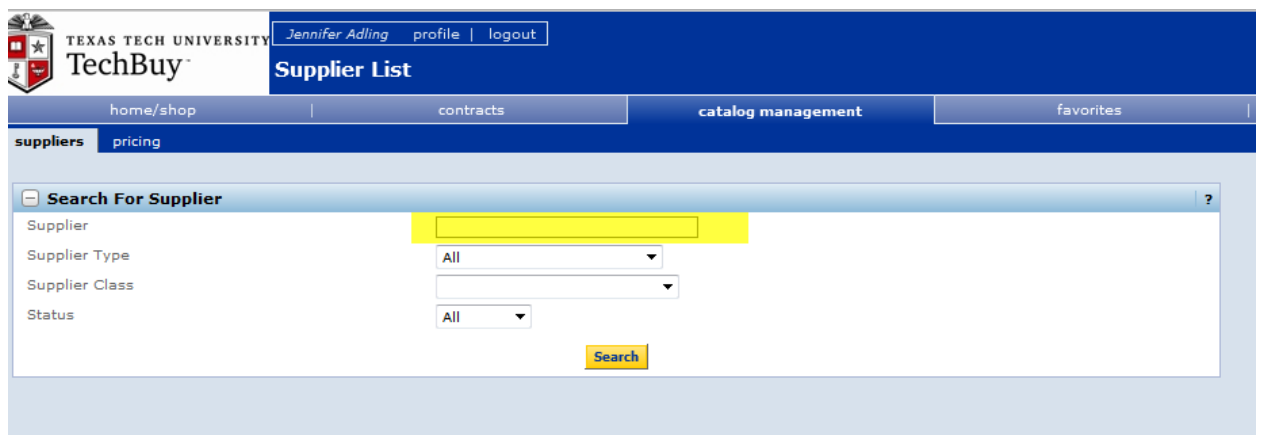 Jennifer Adling profile | logout
TEXAS TECH UNIVERSITY
TechBuy
Supplier List
home/shop | contracts catalog management favorites |
suppliers pricing
Search For Supplier ?
Supplier
Supplier Type All
Supplier Class
Status All
Search